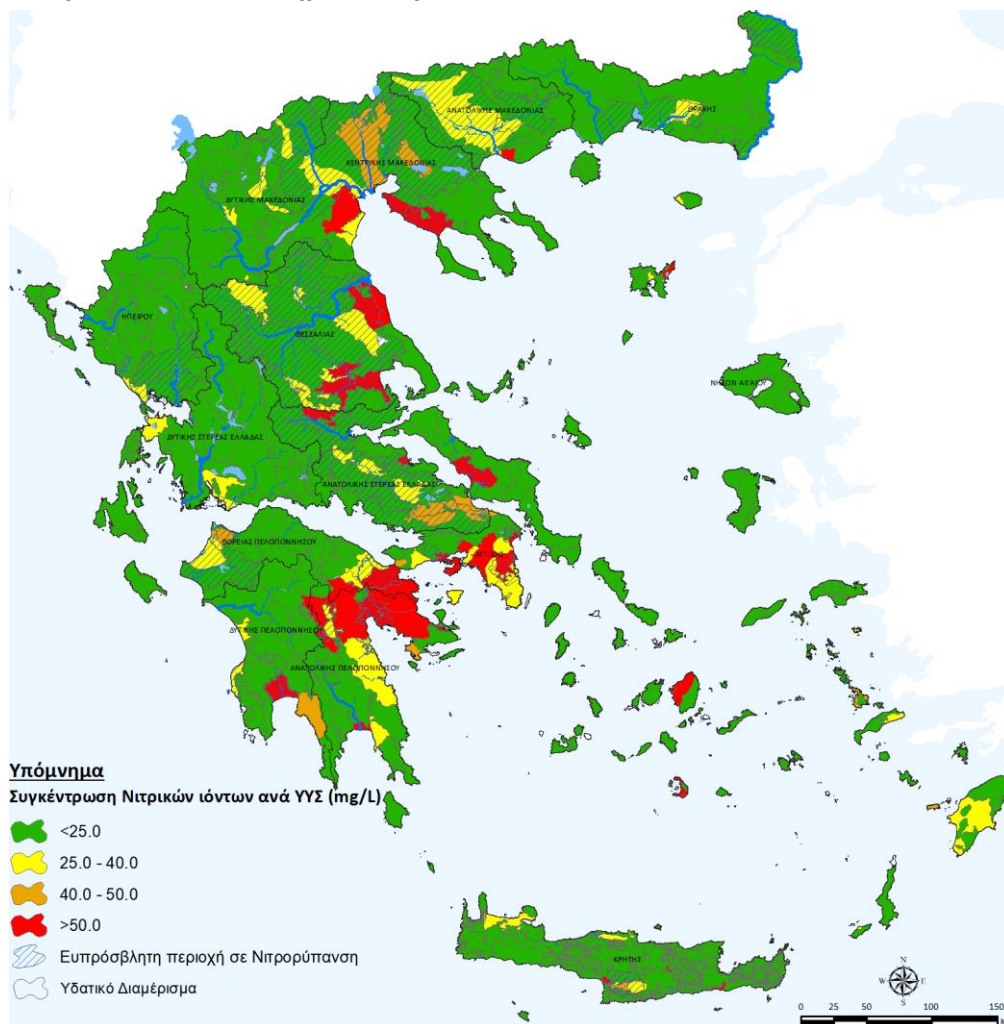 ΑΝΑΤΟΛΙΚΗΣ ΜΑΚΕΔΟΝΙΑΣ
ΘΡΑΚΗΣ
ΚΕΝΤΡΙΚΗΣ ΜΑΚΕΔΟΝΙΑΣ
ΔΥΤΙΚΗΣ ΜΑΚΕΔΟΝΙΑΣ
ΗΠΕΙΡΟΥ
ΘΕΣΣΑΛΙΑΣ
ΝΗΣΩΝ ΑΙΓΑΙΟΥ
ΔΥΤΙΚΗΣ ΣΤΕΡΕΑΣ ΕΛΛΑΔΑΣ
ΑΝΑΤΟΛΙΚΗΣ ΣΤΕΡΕΑΣ ΕΛΛΑΔΑΣ
ΒΟΡΕΙΑΣ ΠΕΛΟΠΟΝΝΗΣΟΥ
ΑΤΤΙΚΗΣ
ΔΥΤΙΚΗΣ ΠΕΛΟΠΟΝΝΗΣΟΥ
ΑΝΑΤΟΛΙΚΗΣ ΠΕΛΟΠΟΝΝΗΣΟΥ
Υπόμνημα
Συγκέντρωση Νιτρικών ιόντων ανά ΥΥΣ (mg/L)
<25.0
25.0 - 40.0
40.0 - 50.0
>50.0
Ευπρόσβλητη περιοχή σε Νιτρορύπανση
Υδατικό Διαμέρισμα
ΚΡΗΤΗΣ
N
W E
S
0 25 50 100 150